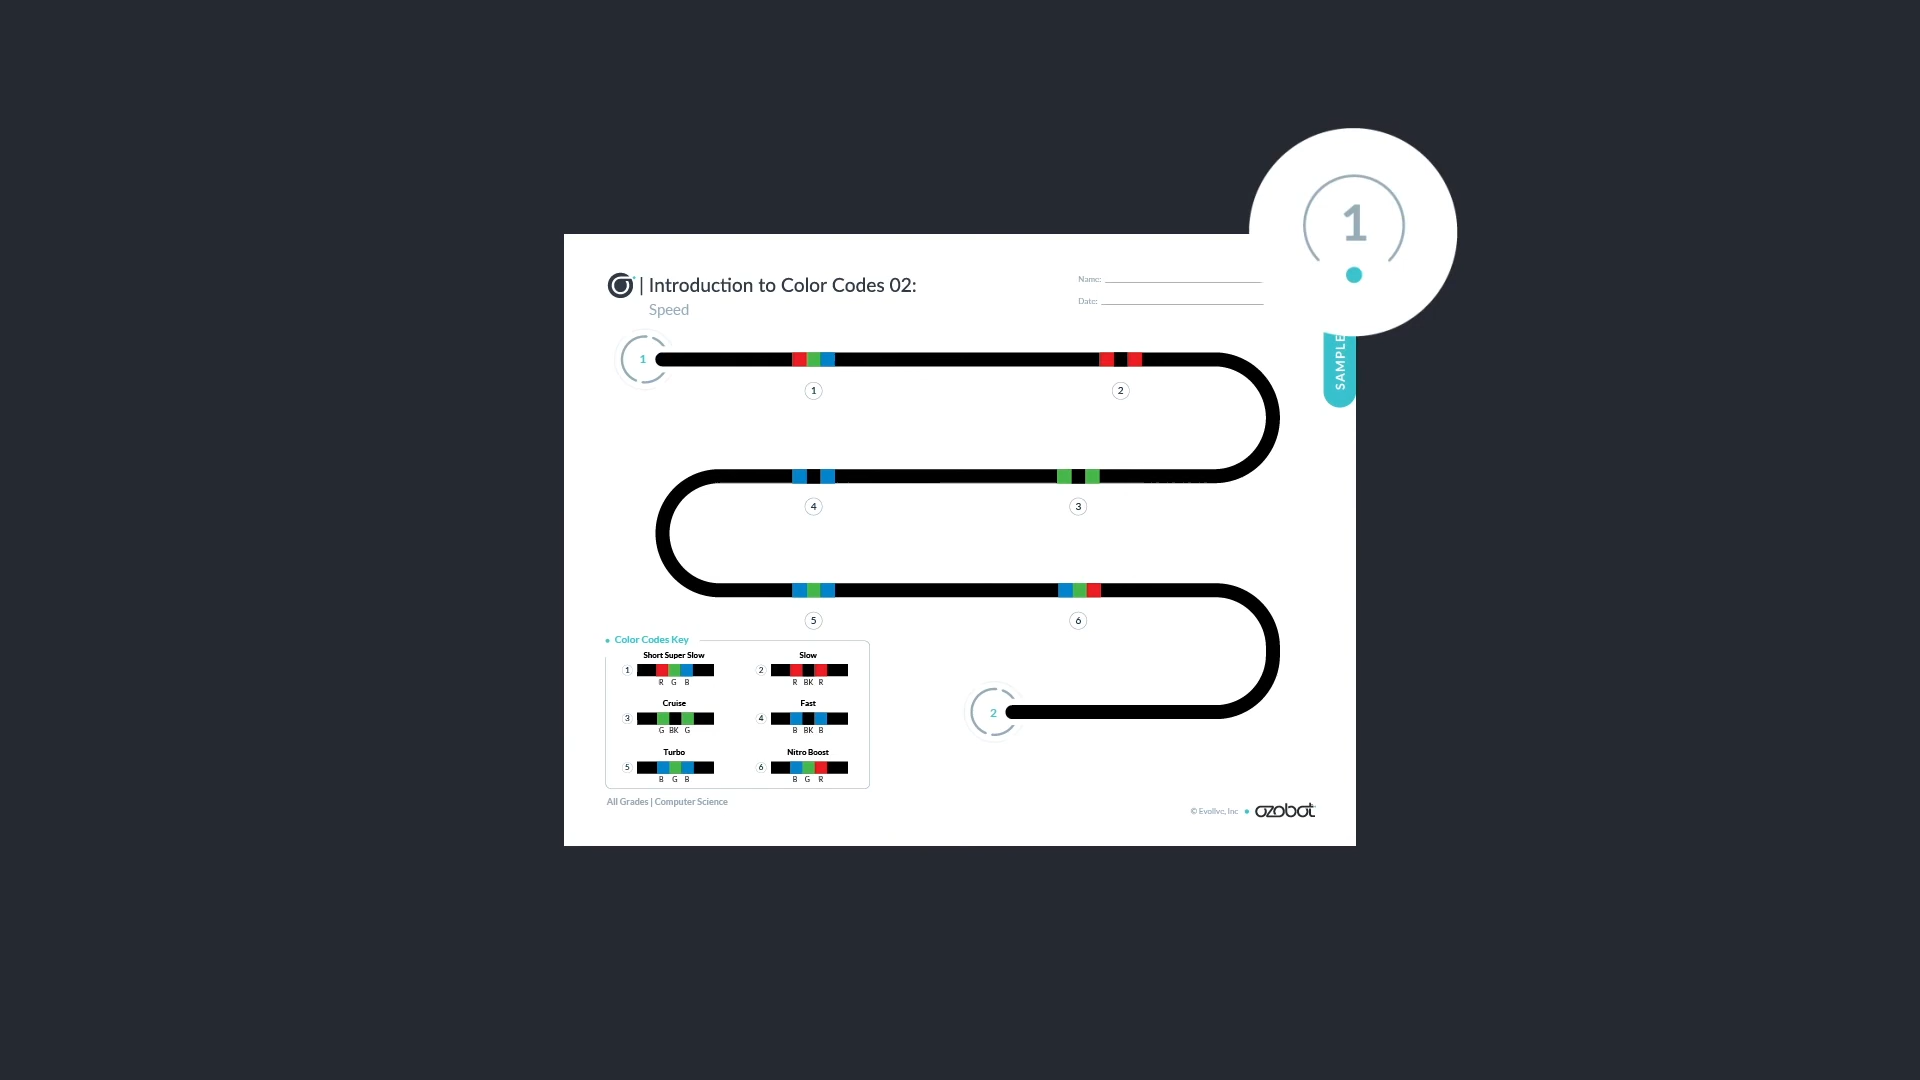 1
| Introduction to Color Codes 02:
Speed
Name:
Date:
SAMPLE
1
1
2
4
3
5
6
2
Color Codes Key
Short Super Slow
1
R G B
Slow
2
R BK R
Cruise
3
G BK G
Fast
4
B BK B
Turbo
5
B G B
Nitro Boost
6
B G R
All Grades | Computer Science
© Evollve, Inc
ozobot